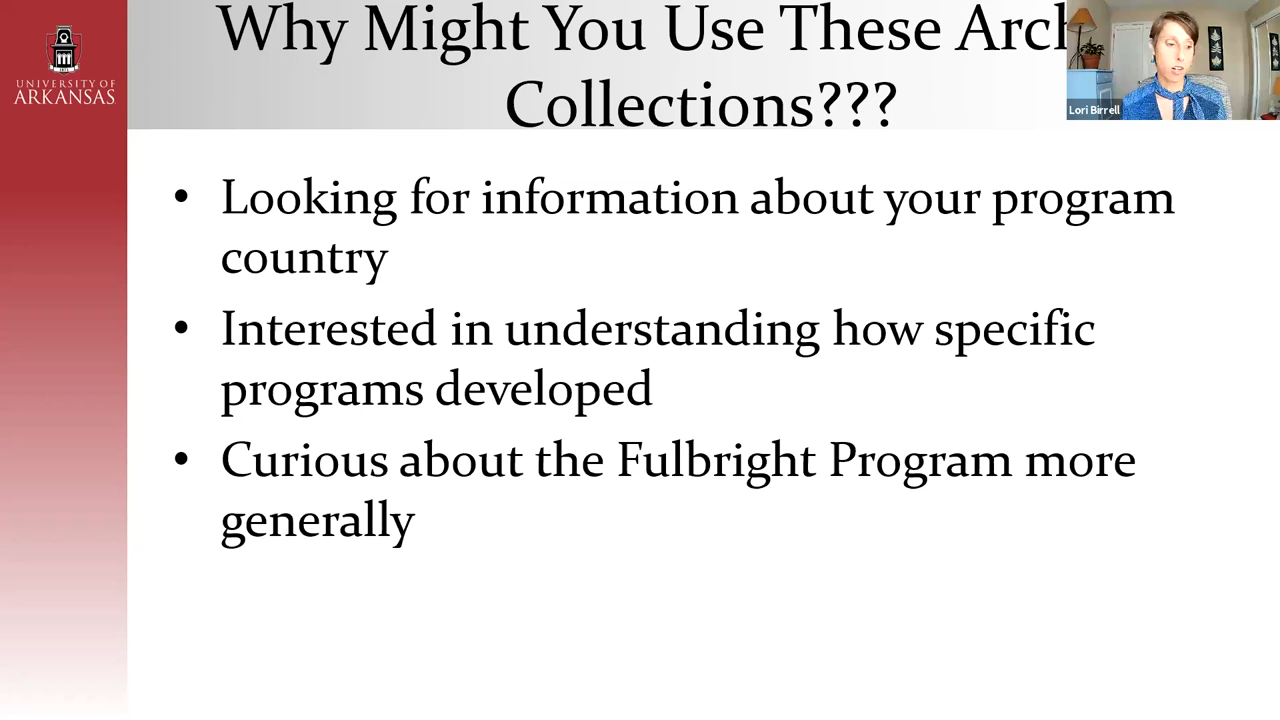 UNIVERSITY OF
ARKANSAS
Why Might You Use These
Collections???
Lori Birrell
• Looking for information about your program
country
• Interested in understanding how specific
programs developed
• Curious about the Fulbright Program more
generally